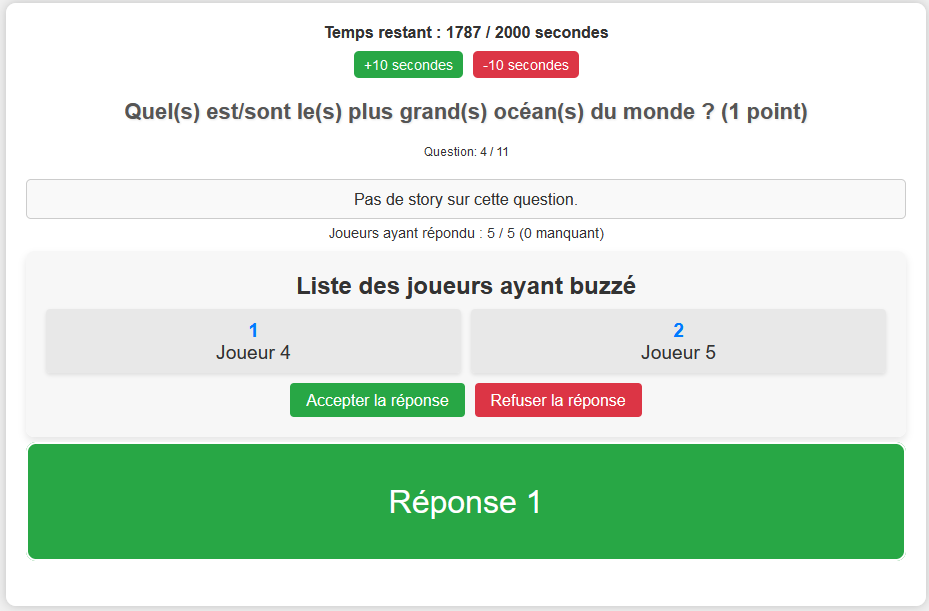 Temps restant : 1787 / 2000 secondes
+10 secondes -10 secondes
Quel(s) est/sont le(s) plus grand(s) océan(s) du monde ? (1 point)
Question: 4 / 11
Pas de story sur cette question.
Joueurs ayant répondu : 5 / 5 (0 manquant)
Liste des joueurs ayant buzzé
1 2
Joueur 4 Joueur 5
Accepter la réponse Refuser la réponse
Réponse 1